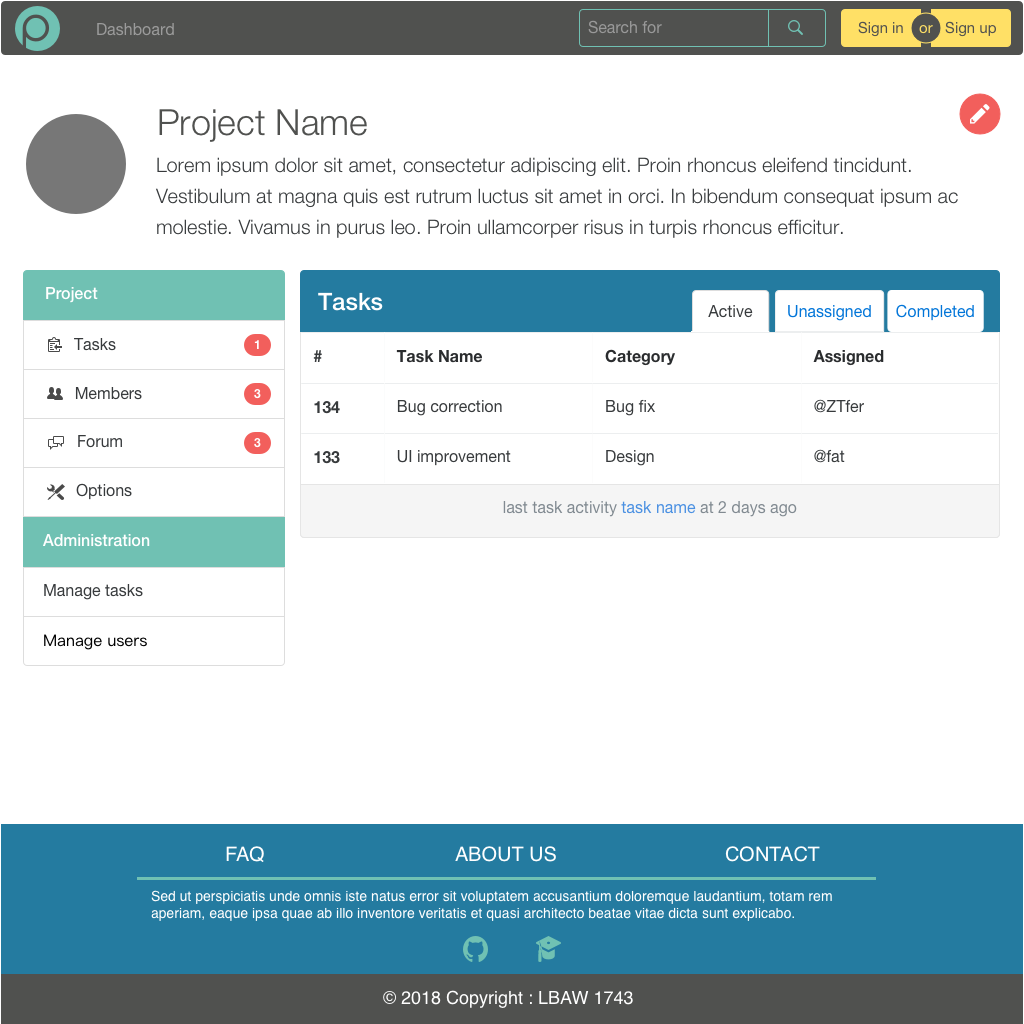 Dashboard
Search for
Sign in or Sign up
Project Name
Lorem ipsum dolor sit amet, consectetur adipiscing elit. Proin rhoncus eleifend tincidunt.
Vestibulum at magna quis est rutrum luctus sit amet in orci. In bibendum consequat ipsum ac
molestie. Vivamus in purus leo. Proin ullamcorper risus in turpis rhoncus efficitur.
Project
Tasks 1
Members 3
Forum 3
Options
Administration
Manage tasks
Manage users
Tasks
Active Unassigned Completed
# Task Name Category Assigned
134 Bug correction Bug fix @ZTfer
133 UI improvement Design @fat
last task activity task name at 2 days ago
FAQ ABOUT US CONTACT
Sed ut perspiciatis unde omnis iste natus error sit voluptatem accusantium doloremque laudantium, totam rem
aperiam, eaque ipsa quae ab illo inventore veritatis et quasi architecto beatae vitae dicta sunt explicabo.
© 2018 Copyright : LBAW 1743